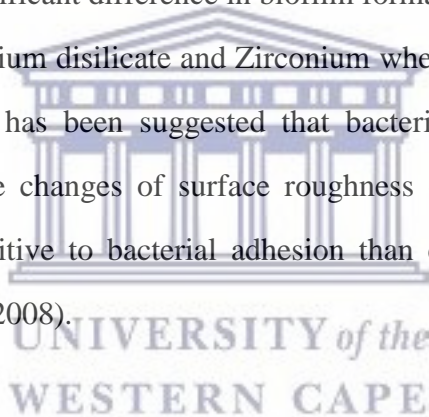 ificant difference in biofilm forma
ium disilicate and Zirconium whe
has been suggested that bacteri
e changes of surface roughness
itive to bacterial adhesion than
2008).
UNIVERSITY of the
WESTERN CAPE